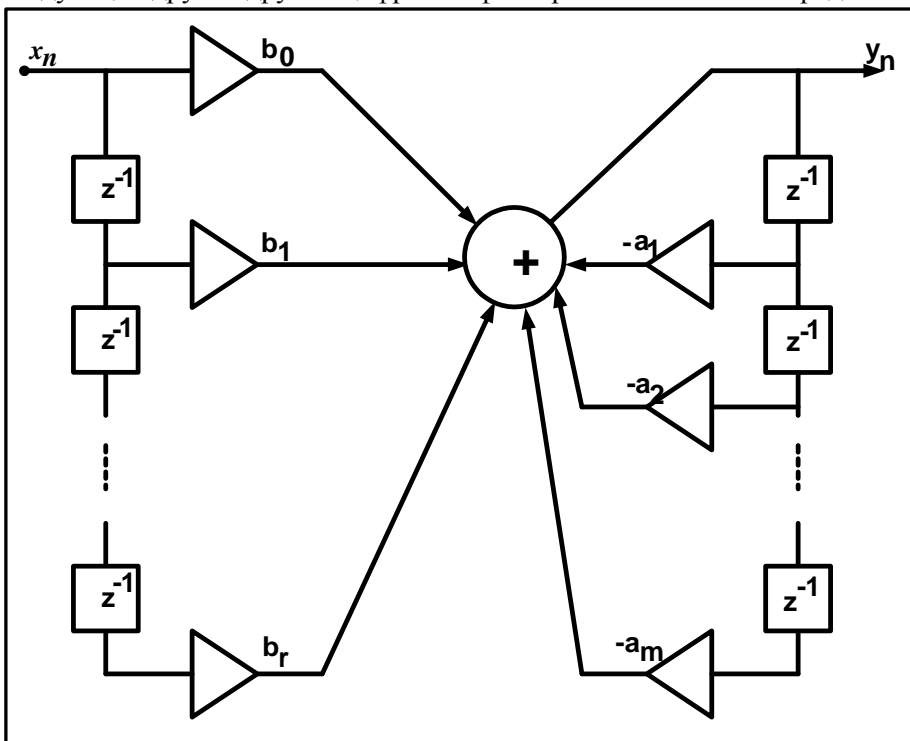 xₙ b₀ yₙ
z⁻¹ z⁻¹
b₁ + -a₁
z⁻¹ z⁻¹
-a₂
z⁻¹ z⁻¹
bᵣ -aₘ